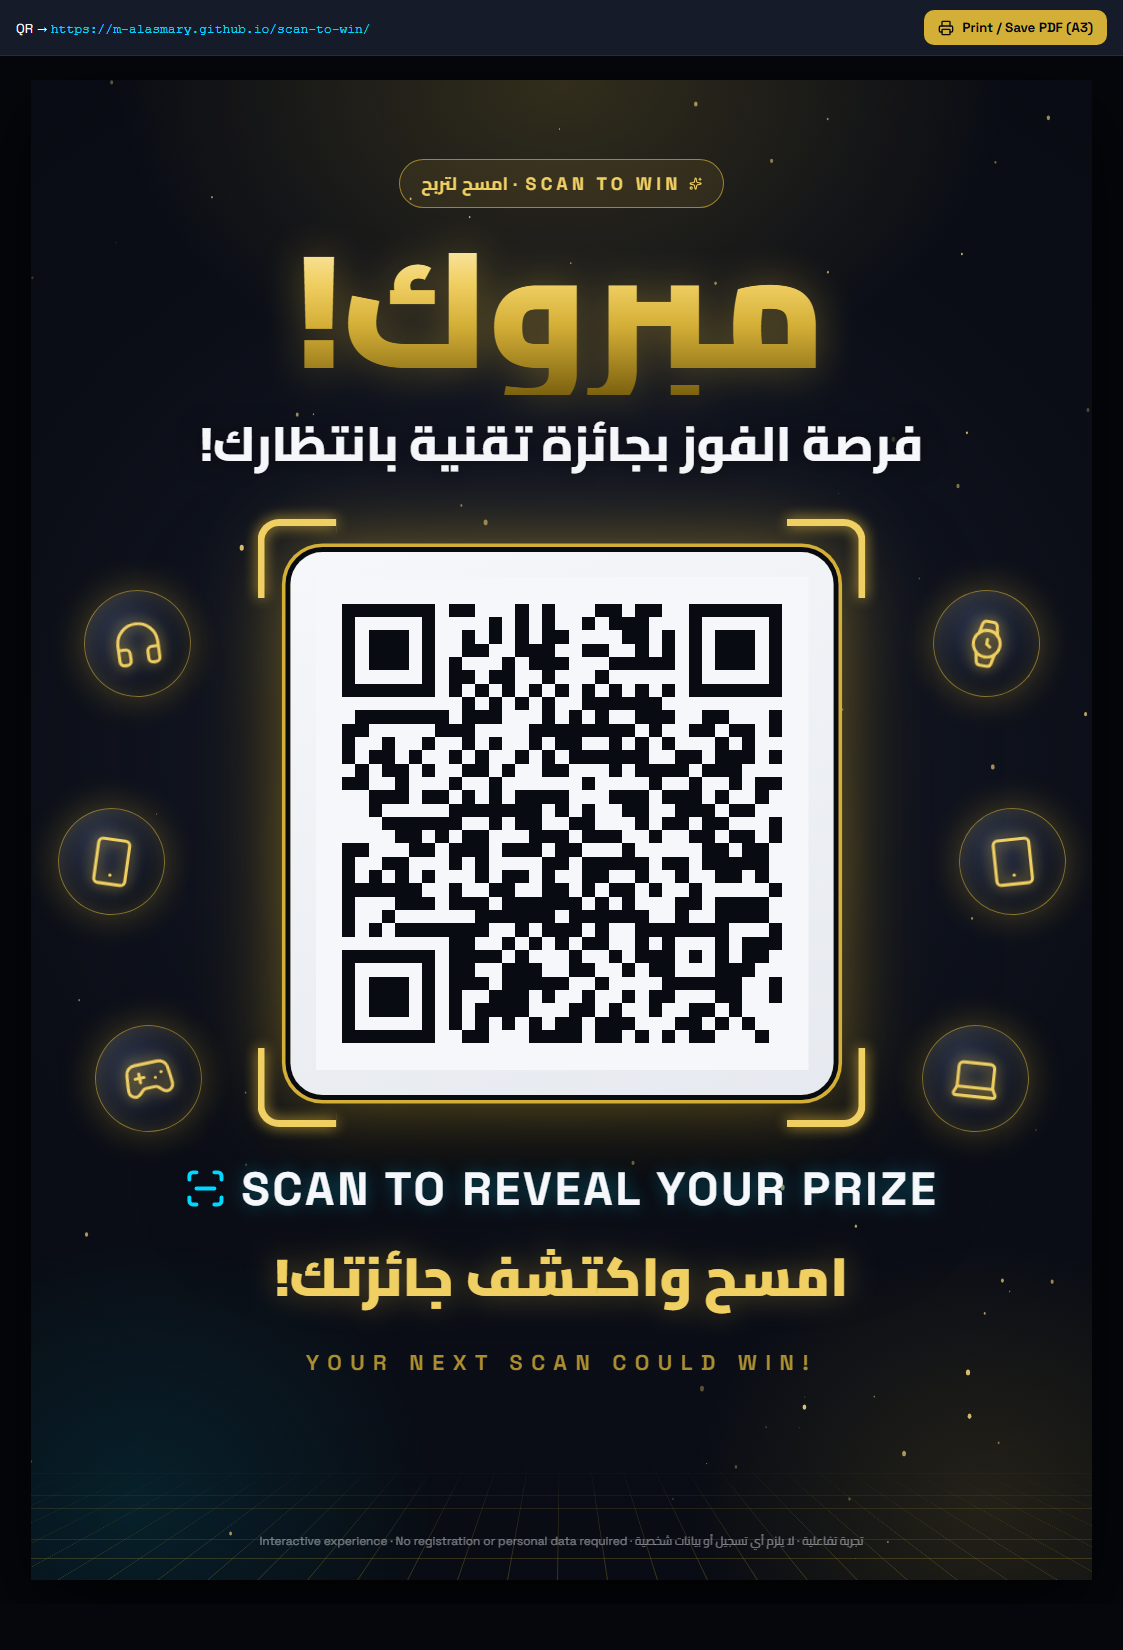 QR → https://m-alasmary.github.io/scan-to-win/
Print / Save PDF (A3)
SCAN TO WIN · امسح لتربح
مبروك!
فرصة الفوز بجائزة تقنية بانتظارك!
SCAN TO REVEAL YOUR PRIZE
امسح واكتشف جائزتك!
YOUR NEXT SCAN COULD WIN!
Interactive experience · No registration or personal data required · تجربة تفاعلية · لا يلزم أي تسجيل أو بيانات شخصية